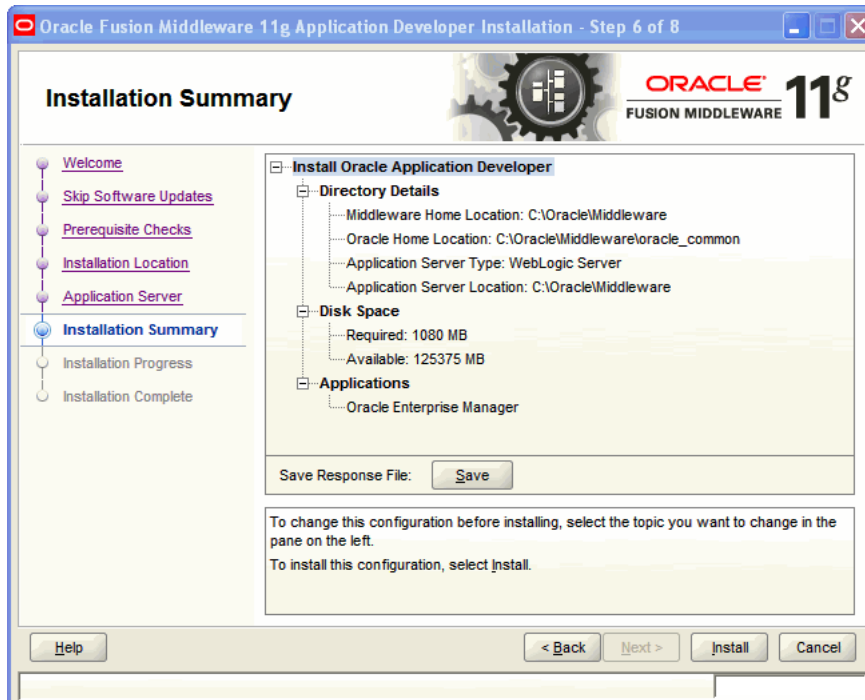 Oracle Fusion Middleware 11g Application Developer Installation - Step 6 of 8
Installation Summary
ORACLE
FUSION MIDDLEWARE
11g
Welcome
Skip Software Updates
Prerequisite Checks
Installation Location
Application Server
Installation Summary
Installation Progress
Installation Complete
Install Oracle Application Developer
Directory Details
Middleware Home Location: C:\Oracle\Middleware
Oracle Home Location: C:\Oracle\Middleware\oracle_common
Application Server Type: WebLogic Server
Application Server Location: C:\Oracle\Middleware
Disk Space
Required: 1080 MB
Available: 125375 MB
Applications
Oracle Enterprise Manager
Save Response File: Save
To change this configuration before installing, select the topic you want to change in the
pane on the left.
To install this configuration, select Install.
Help < Back Next > Install Cancel